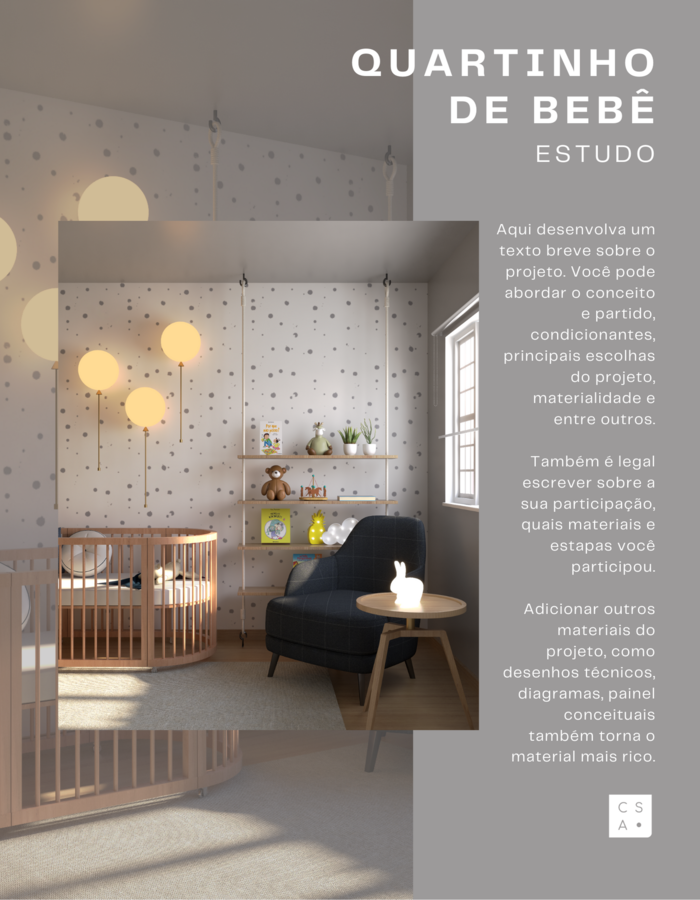 QUARTINHO
DE BEBÊ
ESTUDO
Aqui desenvolva um
texto breve sobre o
projeto. Você pode
abordar o conceito
e partido,
condicionantes,
principais escolhas
do projeto,
materialidade e
entre outros.
Também é legal
escrever sobre a
sua participação,
quais materiais e
estapas você
participou.
Adicionar outros
materiais do
projeto, como
desenhos técnicos,
diagramas, painel
conceituais
também torna o
material mais rico.
C S
A •